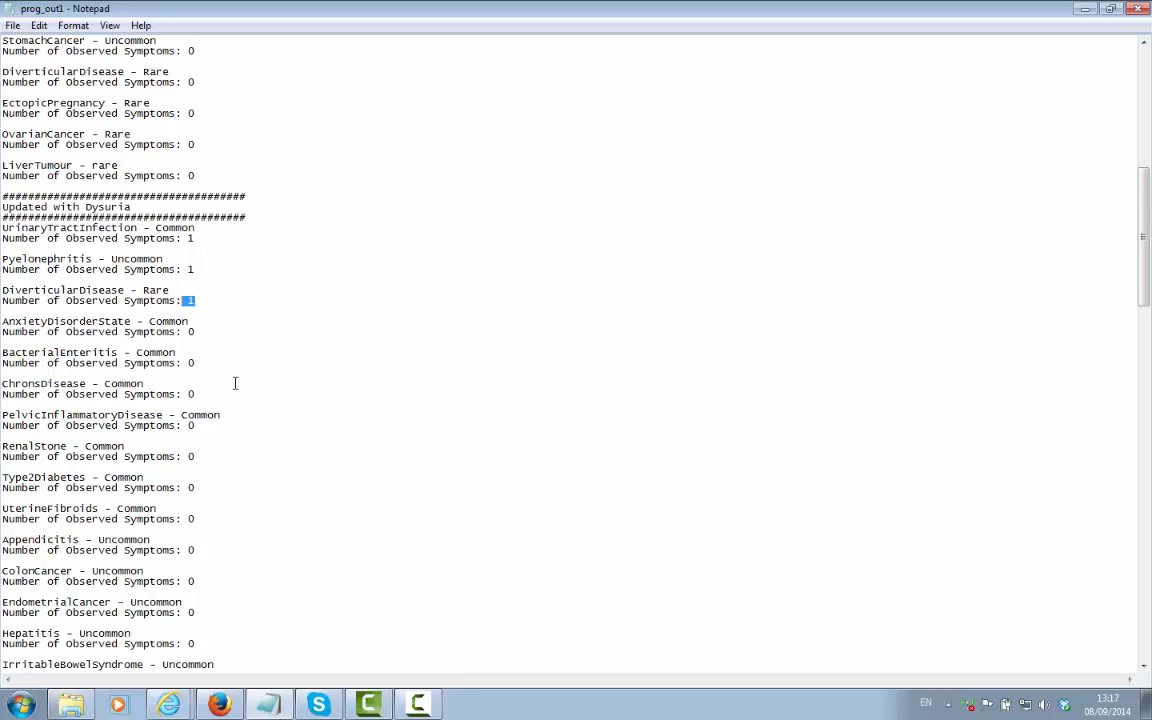 prog_out1 - Notepad
File Edit Format View Help
StomachCancer - Uncommon
Number of Observed Symptoms: 0
DiverticularDisease - Rare
Number of Observed Symptoms: 0
EctopicPregnancy - Rare
Number of Observed Symptoms: 0
OvarianCancer - Rare
Number of Observed Symptoms: 0
LiverTumour - rare
Number of Observed Symptoms: 0
######################################
Updated with Dysuria
######################################
UrinaryTractInfection - Common
Number of Observed Symptoms: 1
Pyelonephritis - Uncommon
Number of Observed Symptoms: 1
DiverticularDisease - Rare
Number of Observed Symptoms: 1
AnxietyDisorderState - Common
Number of Observed Symptoms: 0
BacterialEnteritis - Common
Number of Observed Symptoms: 0
ChronsDisease - Common
Number of Observed Symptoms: 0
PelvicInflammatoryDisease - Common
Number of Observed Symptoms: 0
RenalStone - Common
Number of Observed Symptoms: 0
Type2Diabetes - Common
Number of Observed Symptoms: 0
UterineFibroids - Common
Number of Observed Symptoms: 0
Appendicitis - Uncommon
Number of Observed Symptoms: 0
ColonCancer - Uncommon
Number of Observed Symptoms: 0
EndometrialCancer - Uncommon
Number of Observed Symptoms: 0
Hepatitis - Uncommon
Number of Observed Symptoms: 0
IrritableBowelSyndrome - Uncommon
EN
13:17
08/09/2014